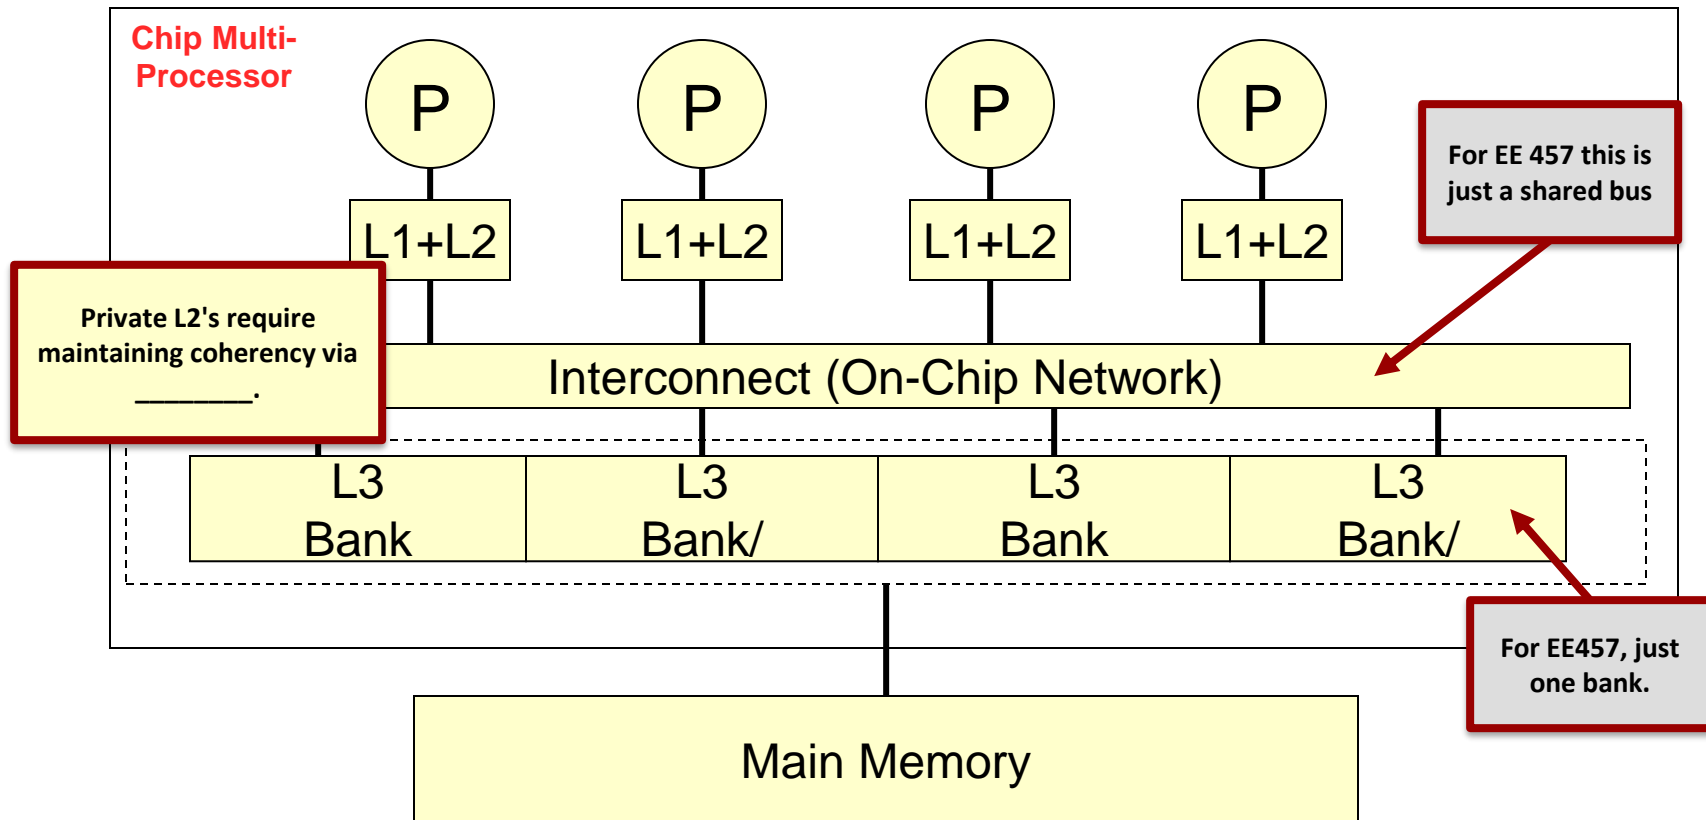 Chip Multi-
Processor
P
P
P
P
For EE 457 this is
just a shared bus
L1+L2
L1+L2
L1+L2
L1+L2
Private L2's require
maintaining coherency via
________.
Interconnect (On-Chip Network)
L3
Bank
L3
Bank/
L3
Bank
L3
Bank/
For EE457, just
one bank.
Main Memory